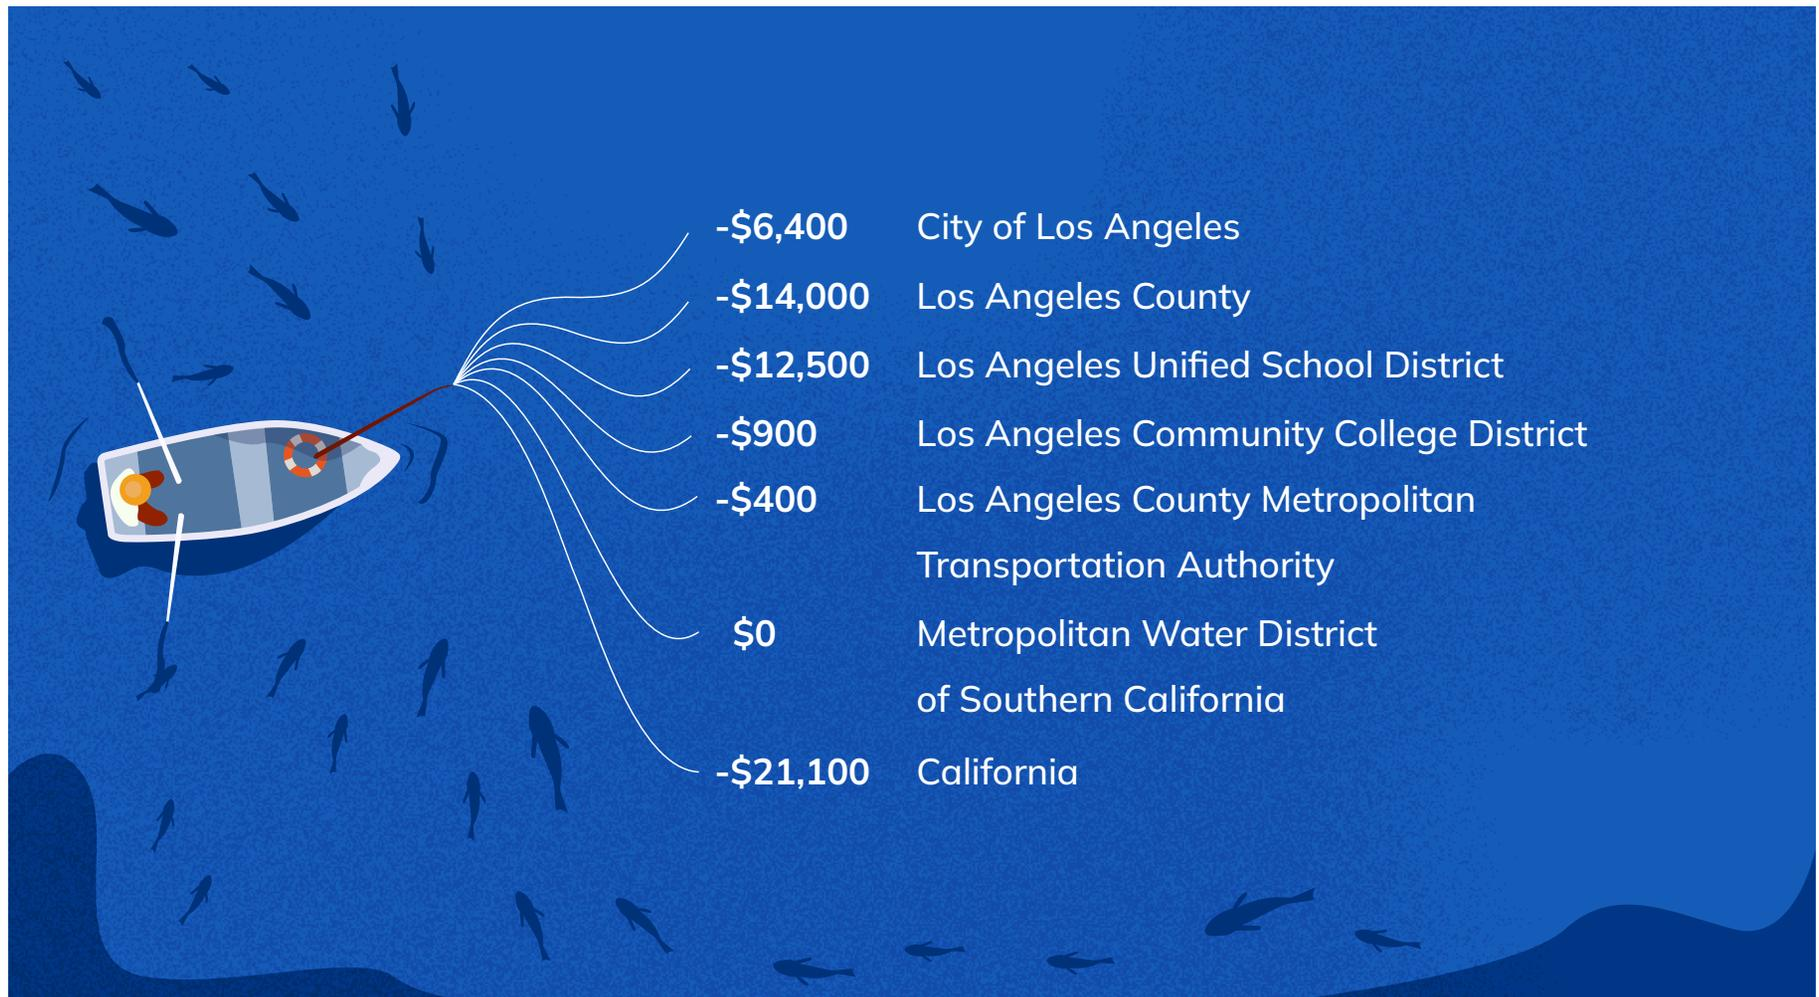 -$6,400 City of Los Angeles
-$14,000 Los Angeles County
-$12,500 Los Angeles Unified School District
-$900 Los Angeles Community College District
-$400 Los Angeles County Metropolitan
Transportation Authority
$0 Metropolitan Water District
of Southern California
-$21,100 California